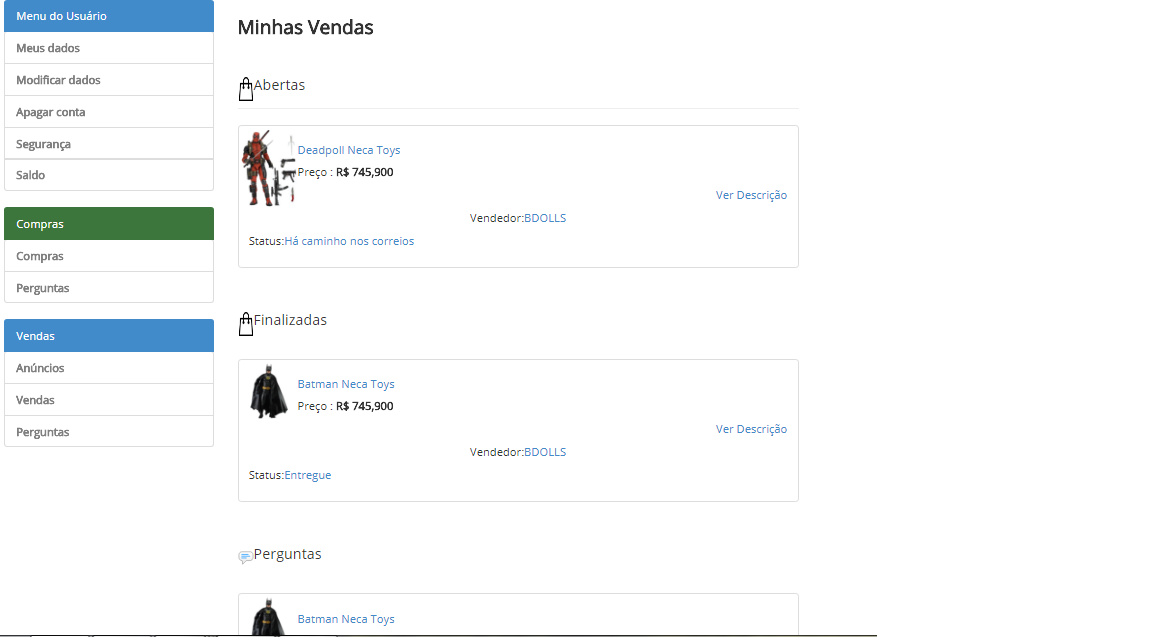 Menu do Usuário
Meus dados
Modificar dados
Apagar conta
Segurança
Saldo
Compras
Compras
Perguntas
Vendas
Anúncios
Vendas
Perguntas
Minhas Vendas
Abertas
Deadpoll Neca Toys
Preço : R$ 745,900
Ver Descrição
Vendedor:BDOLLS
Status:Há caminho nos correios
Finalizadas
Batman Neca Toys
Preço : R$ 745,900
Ver Descrição
Vendedor:BDOLLS
Status:Entregue
Perguntas
Batman Neca Toys